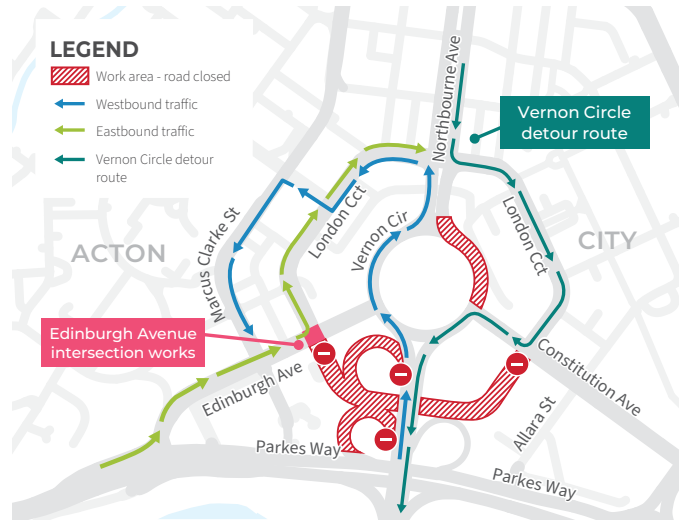 LEGEND
Work area - road closed
Westbound traffic
Eastbound traffic
Vernon Circle detour
route
Northbourne Ave
Vernon Circle
detour route
London Cct
London Cct
Vernon Cir
Marcus Clarke St
ACTON
CITY
Edinburgh Avenue
intersection works
Edinburgh Ave
Constitution Ave
Allara St
Parkes Way
Parkes Way